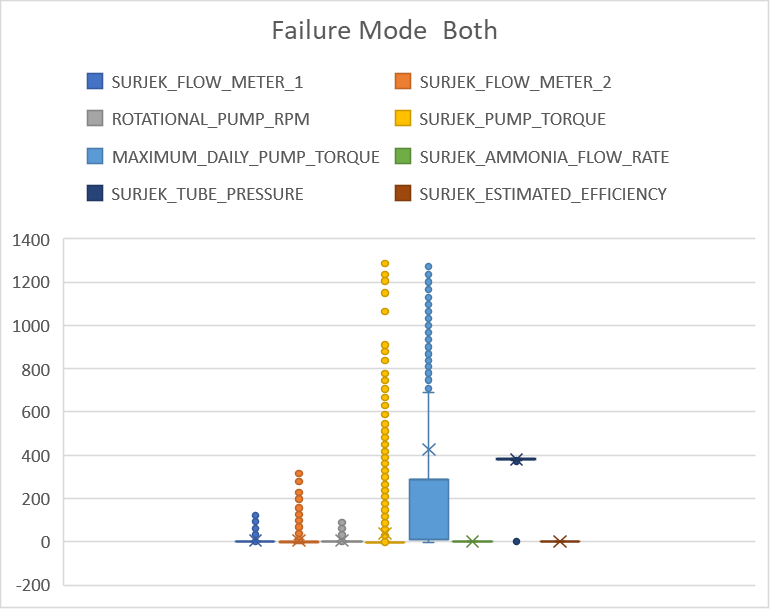 Failure Mode  Both
SURJEK_FLOW_METER_1
SURJEK_FLOW_METER_2
ROTATIONAL_PUMP_RPM
SURJEK_PUMP_TORQUE
MAXIMUM_DAILY_PUMP_TORQUE
SURJEK_AMMONIA_FLOW_RATE
SURJEK_TUBE_PRESSURE
SURJEK_ESTIMATED_EFFICIENCY
1400
1200
1000
800
600
400
200
0
-200